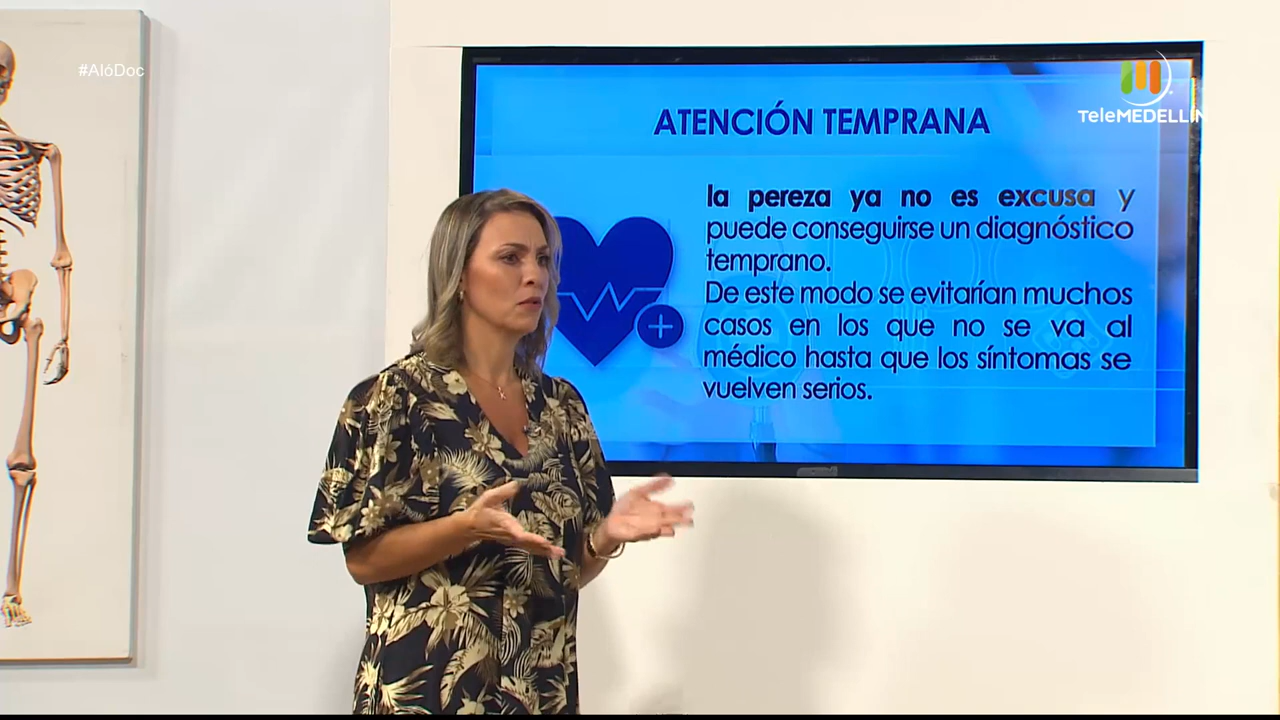 #AlóDoc
TeleMEDELLÍN
ATENCIÓN TEMPRANA
la pereza ya no es excusa y
puede conseguirse un diagnóstico
temprano.
De este modo se evitarían muchos
casos en los que no se va al
médico hasta que los síntomas se
vuelven serios.